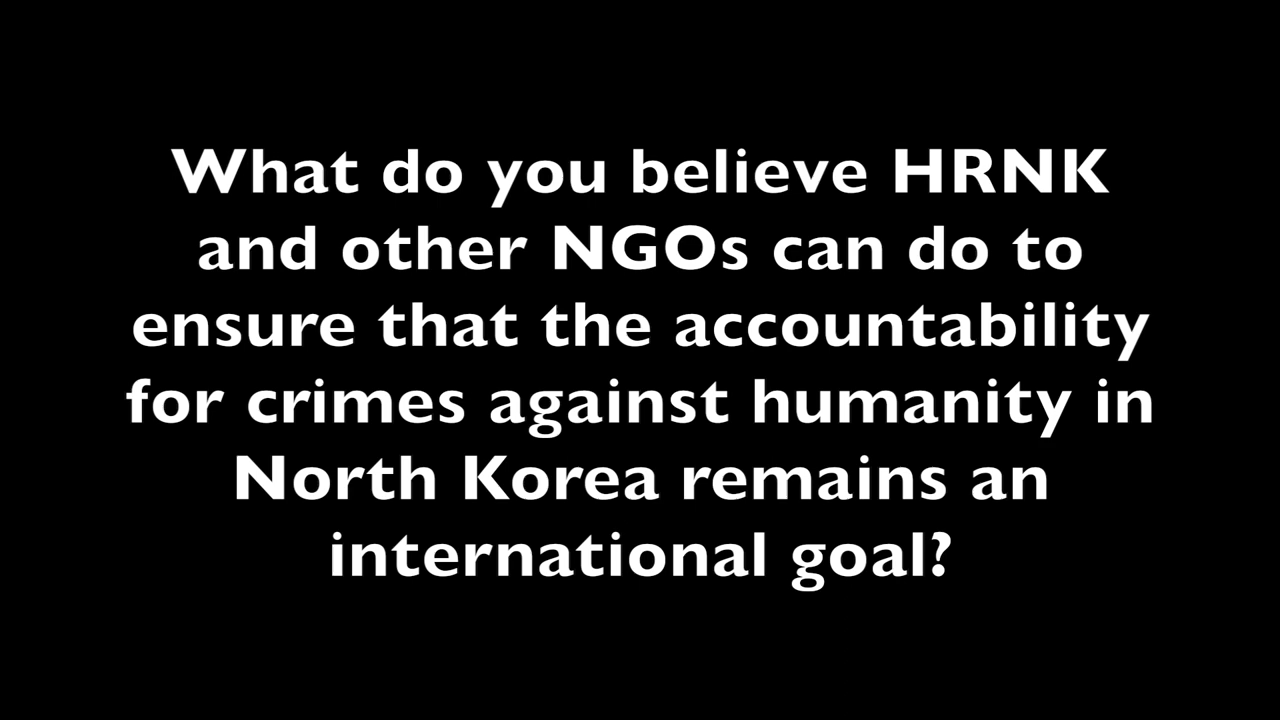 What do you believe HRNK
and other NGOs can do to
ensure that the accountability
for crimes against humanity in
North Korea remains an
international goal?